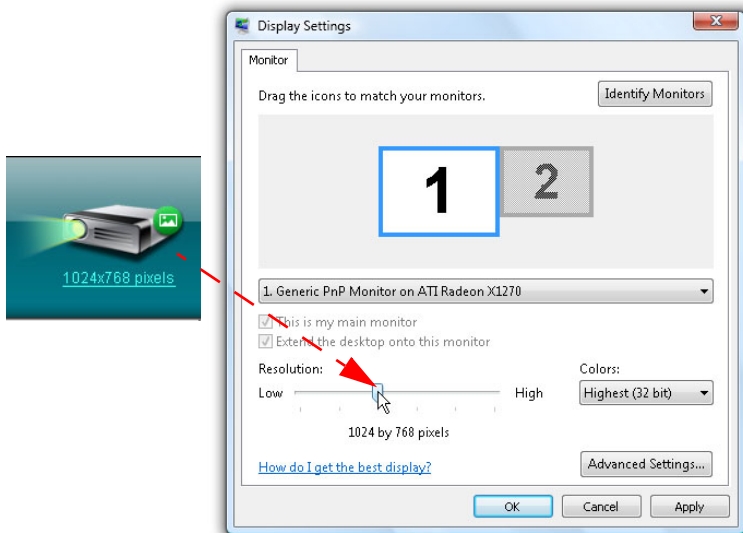 Display Settings
Monitor
Drag the icons to match your monitors.
Identify Monitors
1
2
1024x768 pixels
1. Generic PnP Monitor on ATI Radeon X1270
This is my main monitor
Extend the desktop onto this monitor
Resolution:
Colors:
Low
High
Highest (32 bit)
1024 by 768 pixels
How do I get the best display?
Advanced Settings...
OK
Cancel
Apply